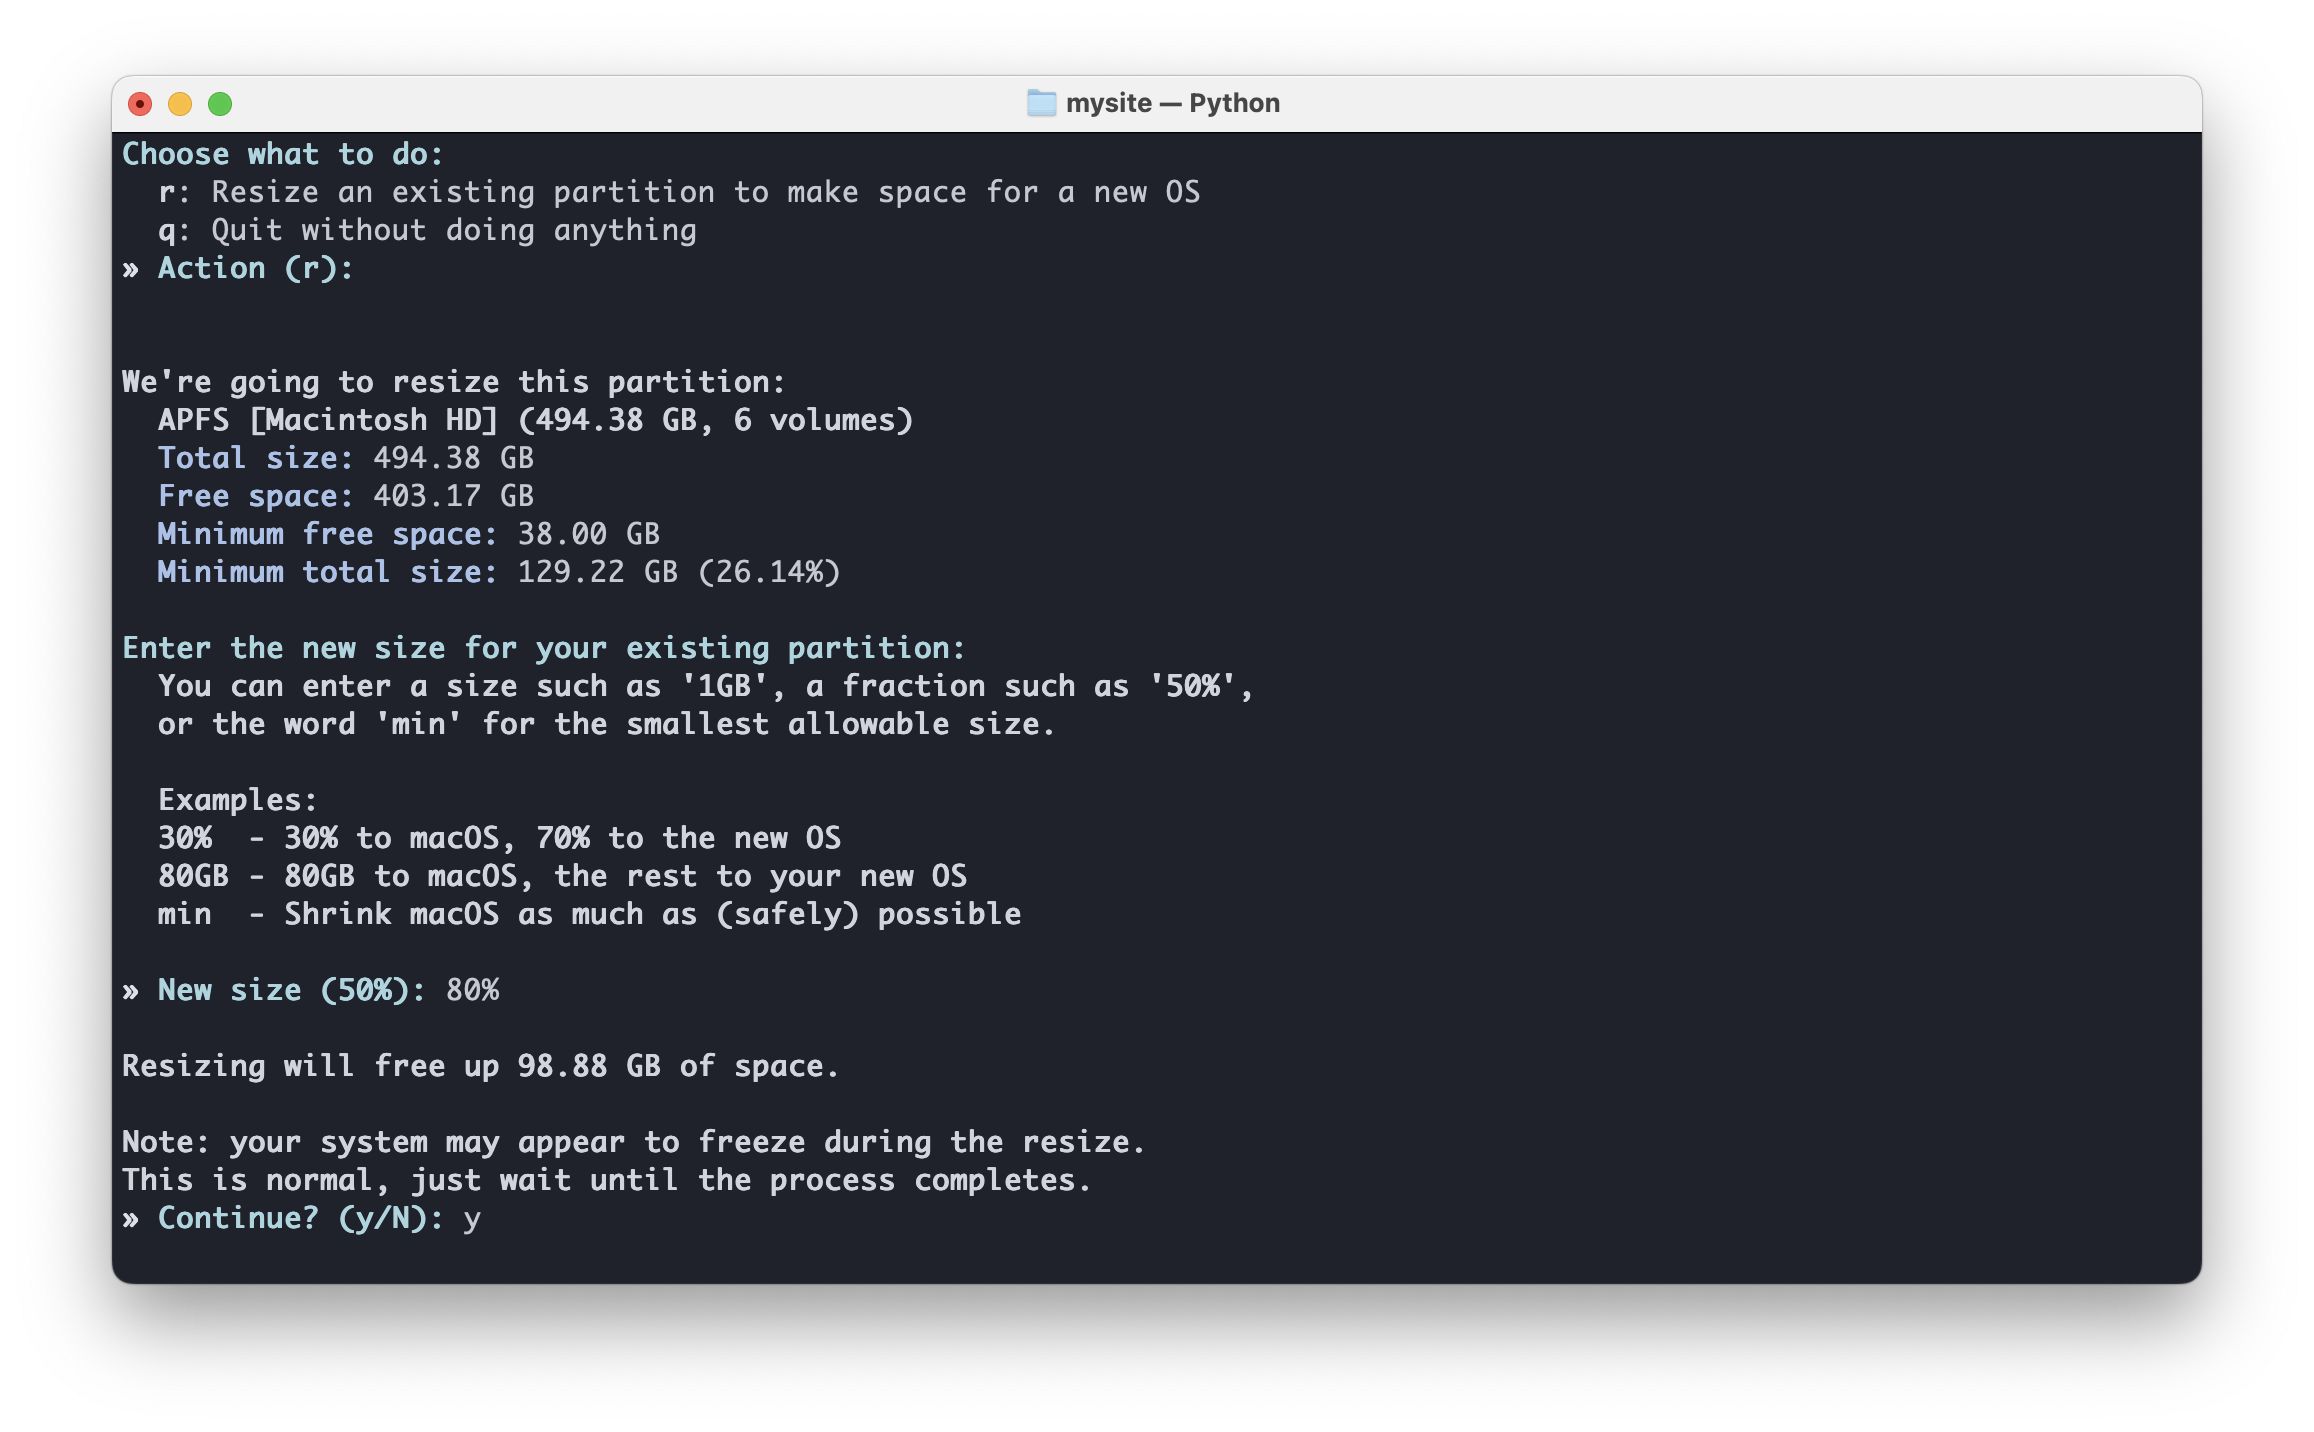 mysite — Python
Choose what to do:
  r: Resize an existing partition to make space for a new OS
  q: Quit without doing anything
» Action (r):
We're going to resize this partition:
  APFS [Macintosh HD] (494.38 GB, 6 volumes)
  Total size: 494.38 GB
  Free space: 403.17 GB
  Minimum free space: 38.00 GB
  Minimum total size: 129.22 GB (26.14%)
Enter the new size for your existing partition:
  You can enter a size such as '1GB', a fraction such as '50%',
  or the word 'min' for the smallest allowable size.
  Examples:
  30%  - 30% to macOS, 70% to the new OS
  80GB - 80GB to macOS, the rest to your new OS
  min  - Shrink macOS as much as (safely) possible
» New size (50%): 80%
Resizing will free up 98.88 GB of space.
Note: your system may appear to freeze during the resize.
This is normal, just wait until the process completes.
» Continue? (y/N): y